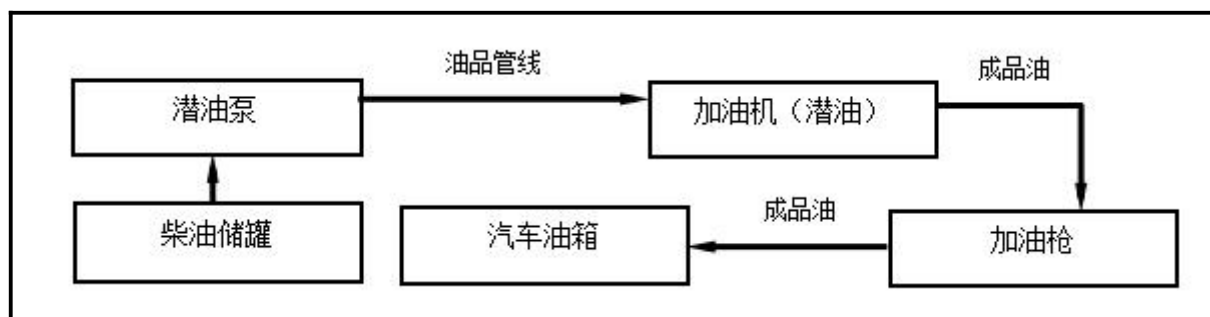 油品管线
成品油
潜油泵
加油机（潜油）
成品油
柴油储罐
汽车油箱
加油枪